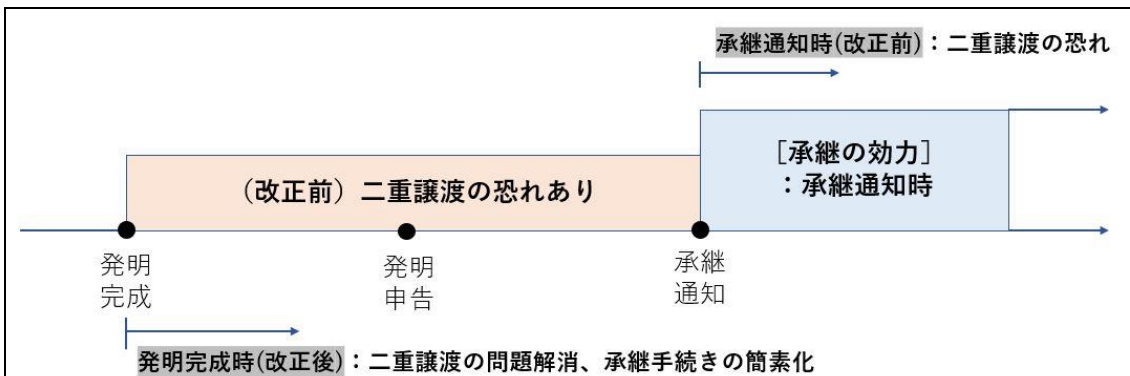 承継通知時(改正前)：二重譲渡の恐れ
［承継の効力］
：承継通知時
（改正前）二重譲渡の恐れあり
発明
完成
発明
申告
承継
通知
発明完成時(改正後)：二重譲渡の問題解消、承継手続きの簡素化